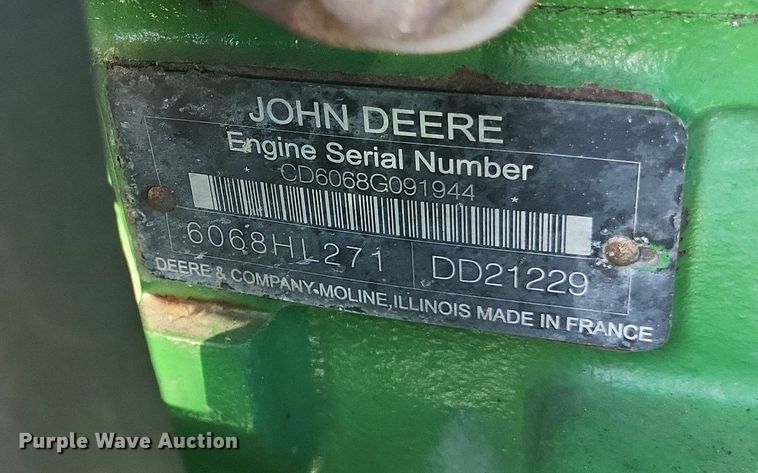 JOHN DEERE
Engine Serial Number
* CD6068G091944 *
6068HL271 DD21229
DEERE & COMPANY-MOLINE, ILLINOIS MADE IN FRANCE
Purple Wave Auction